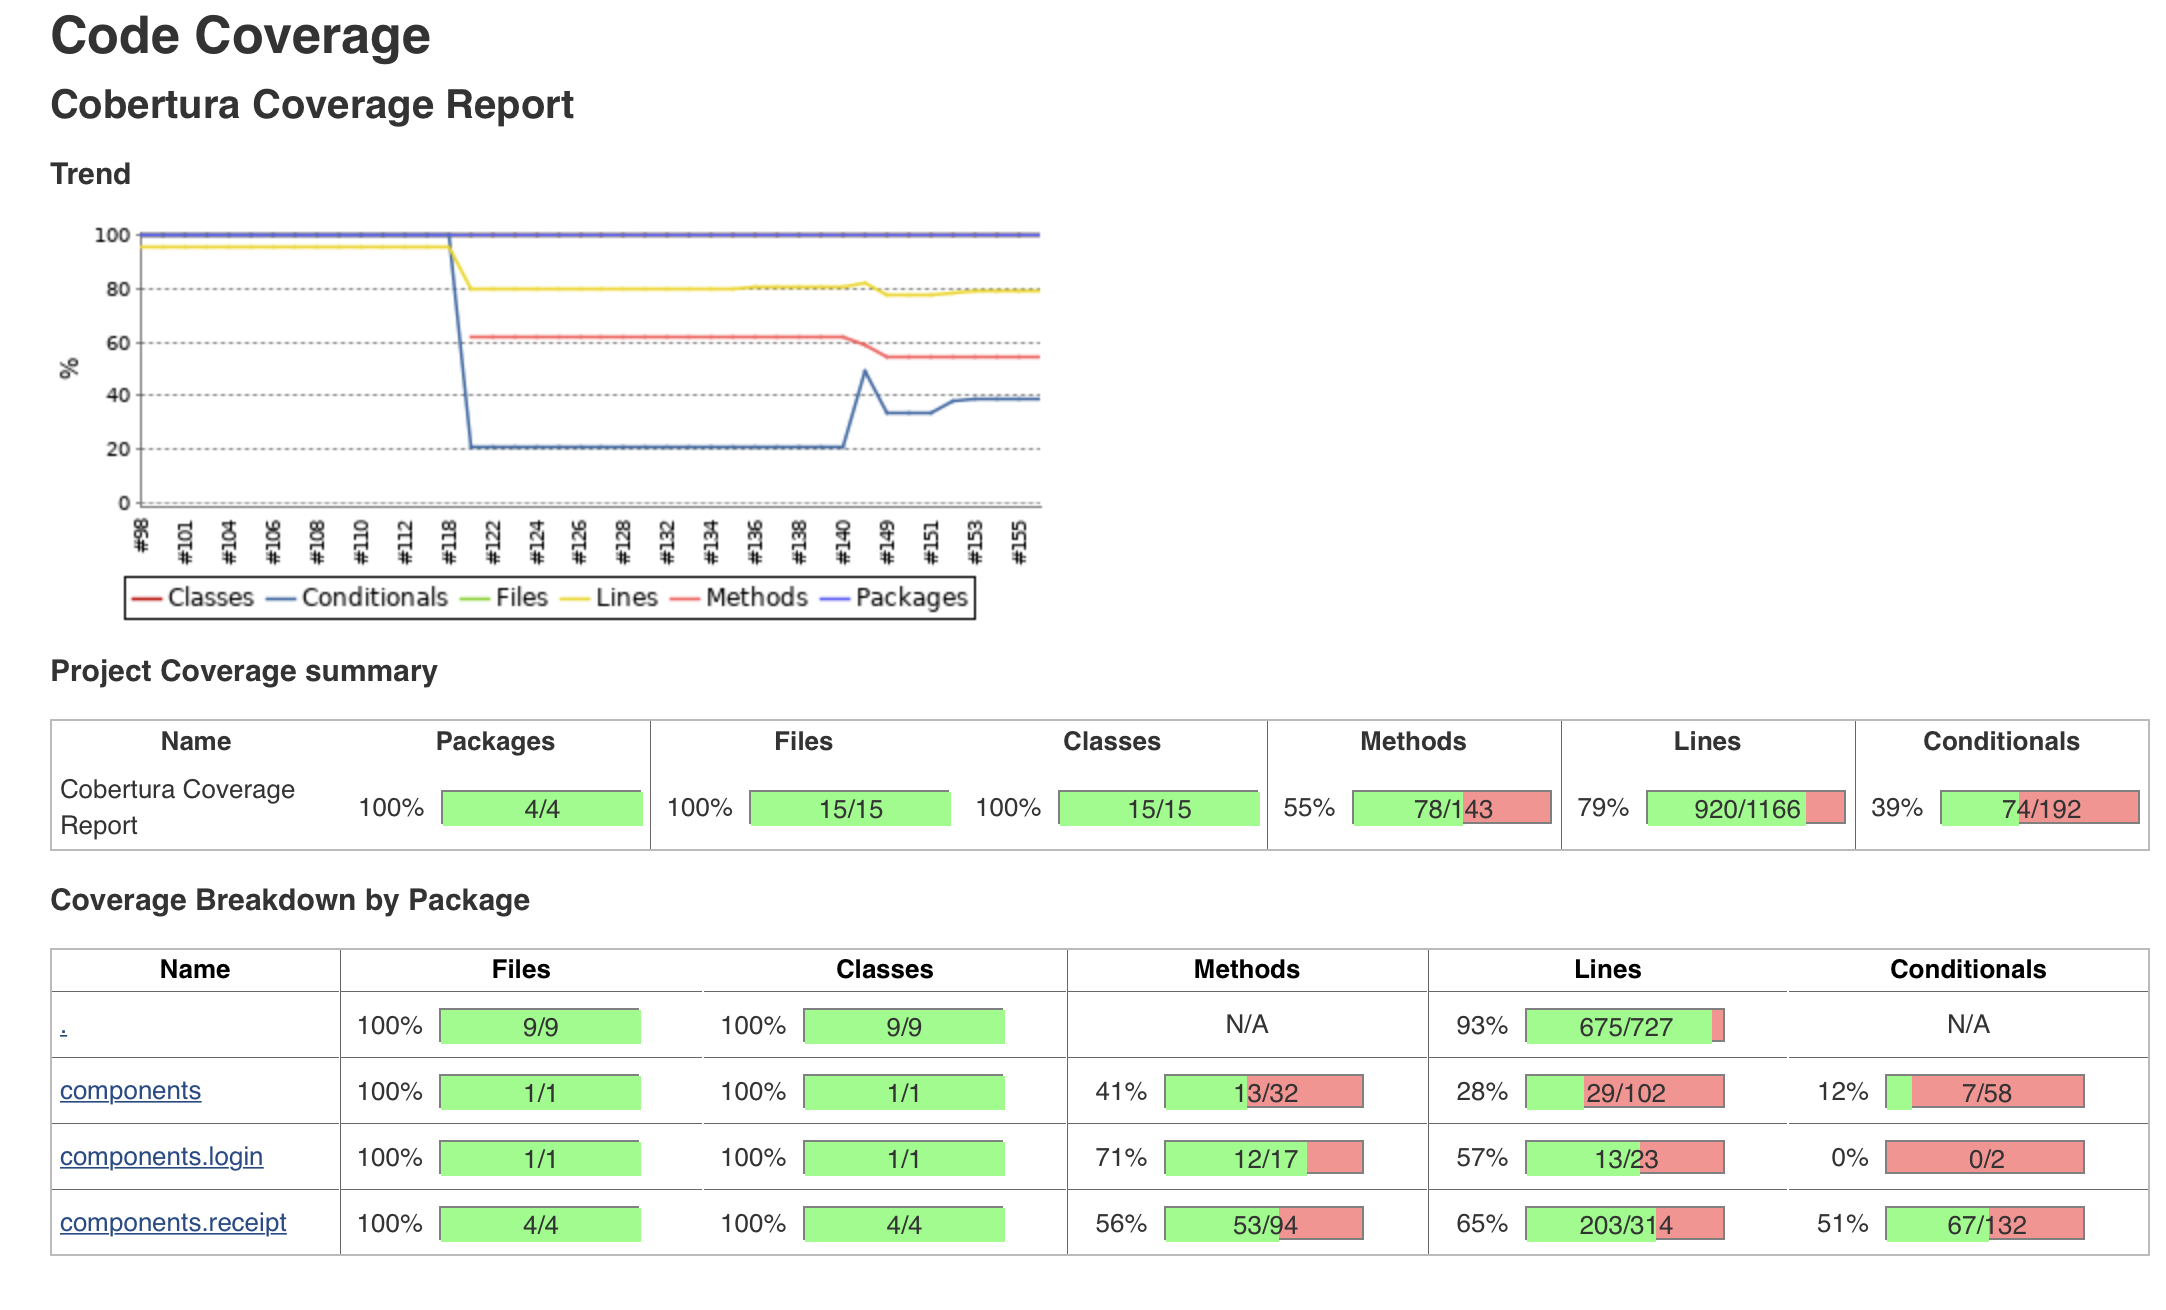 Code Coverage
Cobertura Coverage Report
Trend
100
80
60
40
20
0
%
#98 #101 #104 #106 #108 #110 #112 #118 #122 #124 #126 #128 #132 #134 #136 #138 #140 #149 #151 #153 #155
Classes Conditionals Files Lines Methods Packages
Project Coverage summary
Name Packages Files Classes Methods Lines Conditionals
Cobertura Coverage
Report
100% 4/4 100% 15/15 100% 15/15 55% 78/143 79% 920/1166 39% 74/192
Coverage Breakdown by Package
Name Files Classes Methods Lines Conditionals
. 100% 9/9 100% 9/9 N/A 93% 675/727 N/A
components 100% 1/1 100% 1/1 41% 13/32 28% 29/102 12% 7/58
components.login 100% 1/1 100% 1/1 71% 12/17 57% 13/23 0% 0/2
components.receipt 100% 4/4 100% 4/4 56% 53/94 65% 203/314 51% 67/132